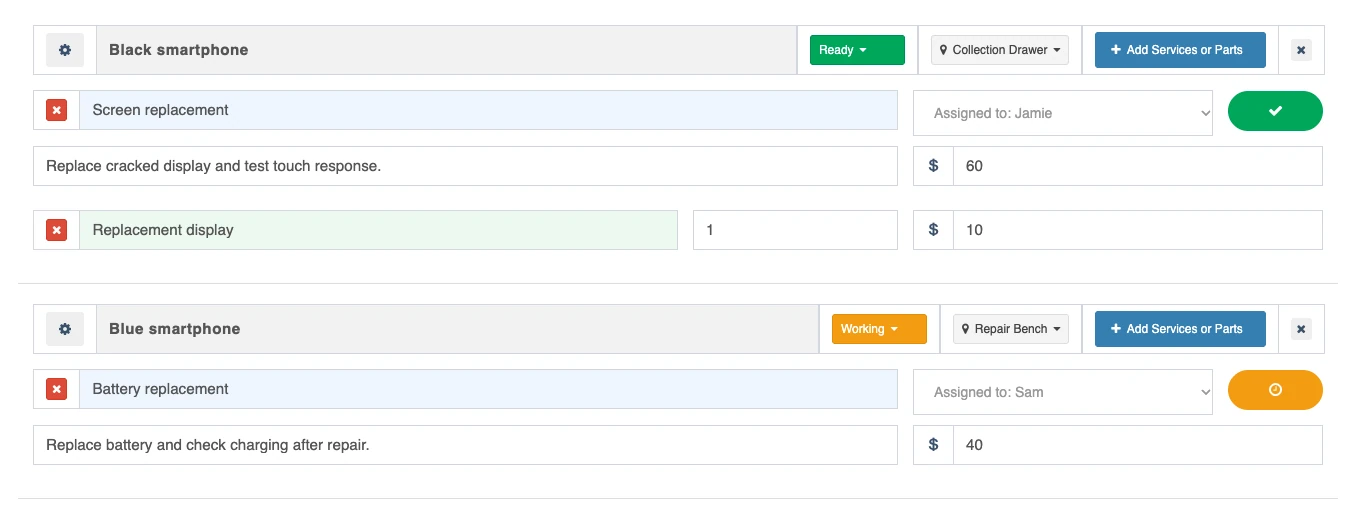 Black smartphone Ready Collection Drawer + Add Services or Parts
Screen replacement Assigned to: Jamie
Replace cracked display and test touch response. $ 60
Replacement display 1 $ 10
Blue smartphone Working Repair Bench + Add Services or Parts
Battery replacement Assigned to: Sam
Replace battery and check charging after repair. $ 40